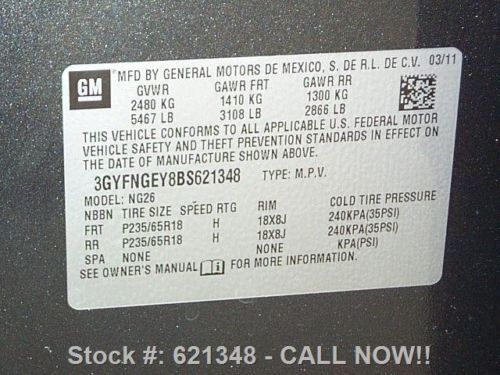 GM
MFD BY GENERAL MOTORS DE MEXICO, S. DE R.L. DE C.V. 03/11
GVWR GAWR FRT GAWR RR
2480 KG 1410 KG 1300 KG
5467 LB 3108 LB 2866 LB
THIS VEHICLE CONFORMS TO ALL APPLICABLE U.S. FEDERAL MOTOR
VEHICLE SAFETY AND THEFT PREVENTION STANDARDS IN EFFECT ON
THE DATE OF MANUFACTURE SHOWN ABOVE.
3GYFNGEY8BS621348 TYPE: M.P.V.
MODEL: NG26
NBBN TIRE SIZE SPEED RTG RIM COLD TIRE PRESSURE
FRT P235/65R18 H 18X8J 240KPA(35PSI)
RR P235/65R18 H 18X8J 240KPA(35PSI)
SPA NONE NONE KPA(PSI)
SEE OWNER'S MANUAL FOR MORE INFORMATION.
Stock #: 621348 - CALL NOW!!